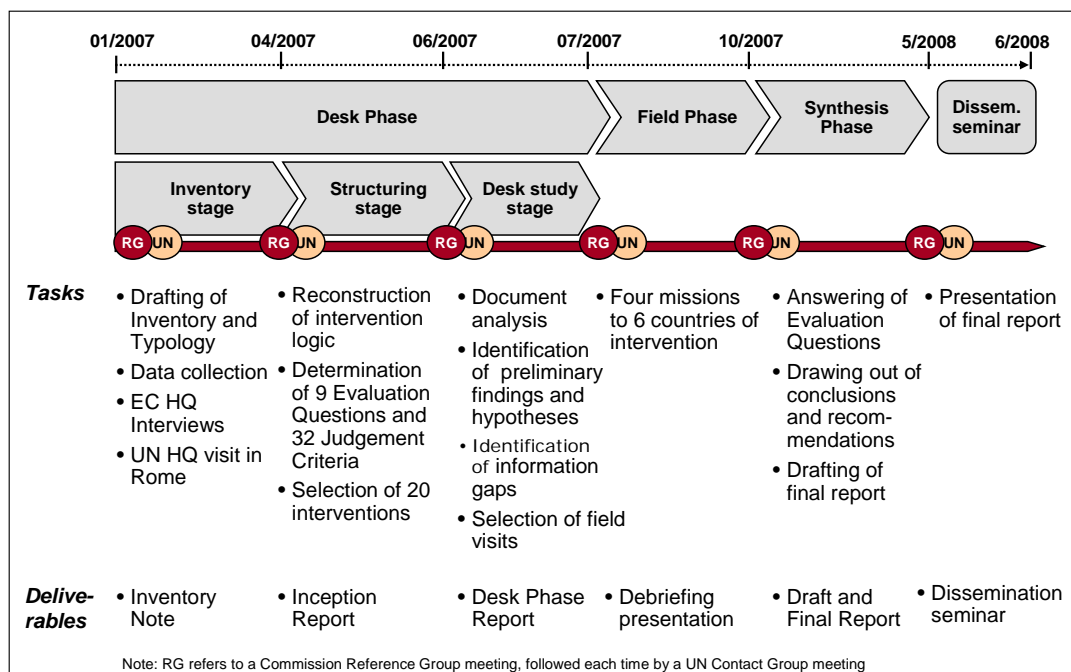 01/2007 04/2007 06/2007 07/2007 10/2007 5/2008 6/2008
Desk Phase
Field Phase
Synthesis
Phase
Dissem.
seminar
Inventory
stage
Structuring
stage
Desk study
stage
RG UN RG UN RG UN RG UN RG UN RG UN
Tasks
• Drafting of
Inventory and
Typology
• Data collection
• EC HQ
Interviews
• UN HQ visit in
Rome
• Reconstruction
of intervention
logic
• Determination
of 9 Evaluation
Questions and
32 Judgement
Criteria
• Selection of 20
interventions
• Document
analysis
• Identification
of preliminary
findings and
hypotheses
• Identification
of information
gaps
• Selection of field
visits
• Four missions
to 6 countries of
intervention
• Answering of
Evaluation
Questions
• Drawing out of
conclusions
and recom-
mendations
• Drafting of
final report
• Presentation
of final report
Delive-
rables
• Inventory
Note
• Inception
Report
• Desk Phase
Report
• Debriefing
presentation
• Draft and
Final Report
• Dissemination
seminar
Note: RG refers to a Commission Reference Group meeting, followed each time by a UN Contact Group meeting